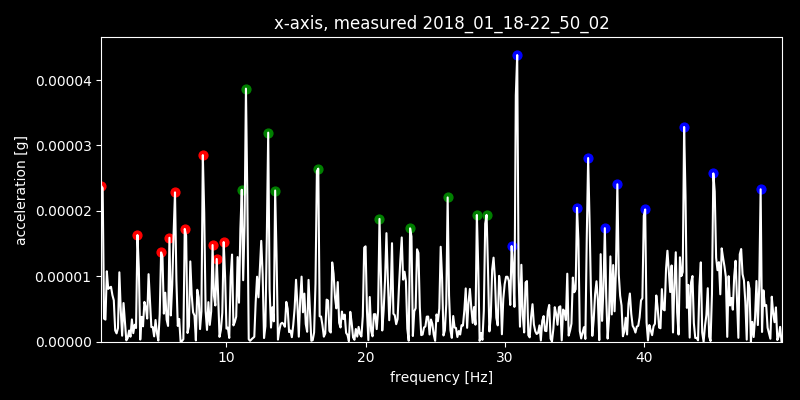 x-axis, measured 2018_01_18-22_50_02
acceleration [g]
0.00004
0.00003
0.00002
0.00001
0.00000
10 20 30 40
frequency [Hz]